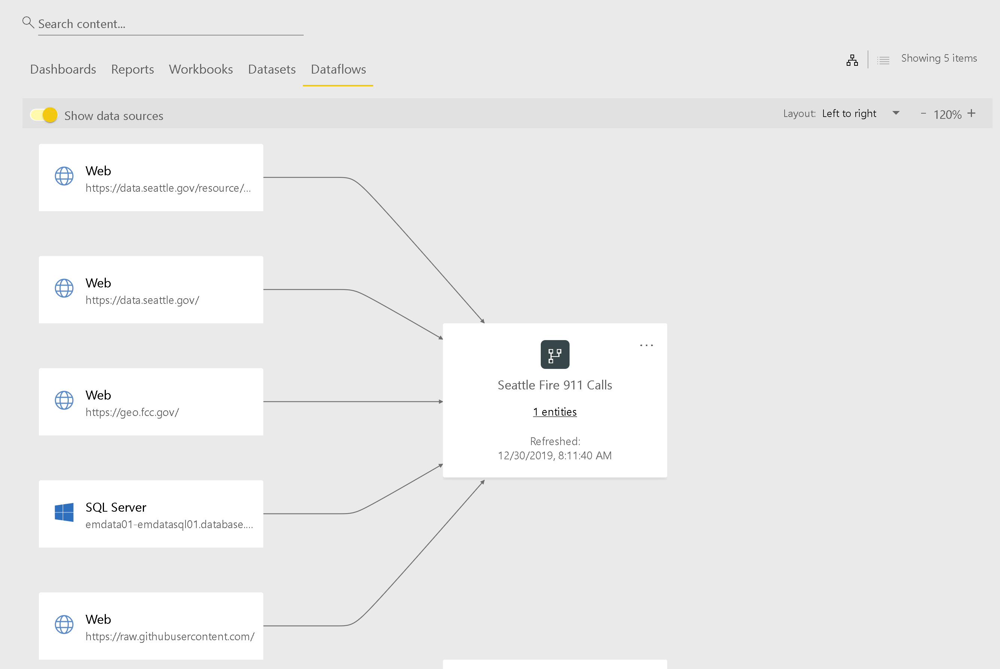 Search content...
Showing 5 items
Dashboards Reports Workbooks Datasets Dataflows
Show data sources
Layout: Left to right - 120% +
Web
https://data.seattle.gov/resource/...
Web
https://data.seattle.gov/
Web
https://geo.fcc.gov/
SQL Server
emdata01-emdatasql01.database....
Web
https://raw.githubusercontent.com/
...
Seattle Fire 911 Calls
1 entities
Refreshed:
12/30/2019, 8:11:40 AM